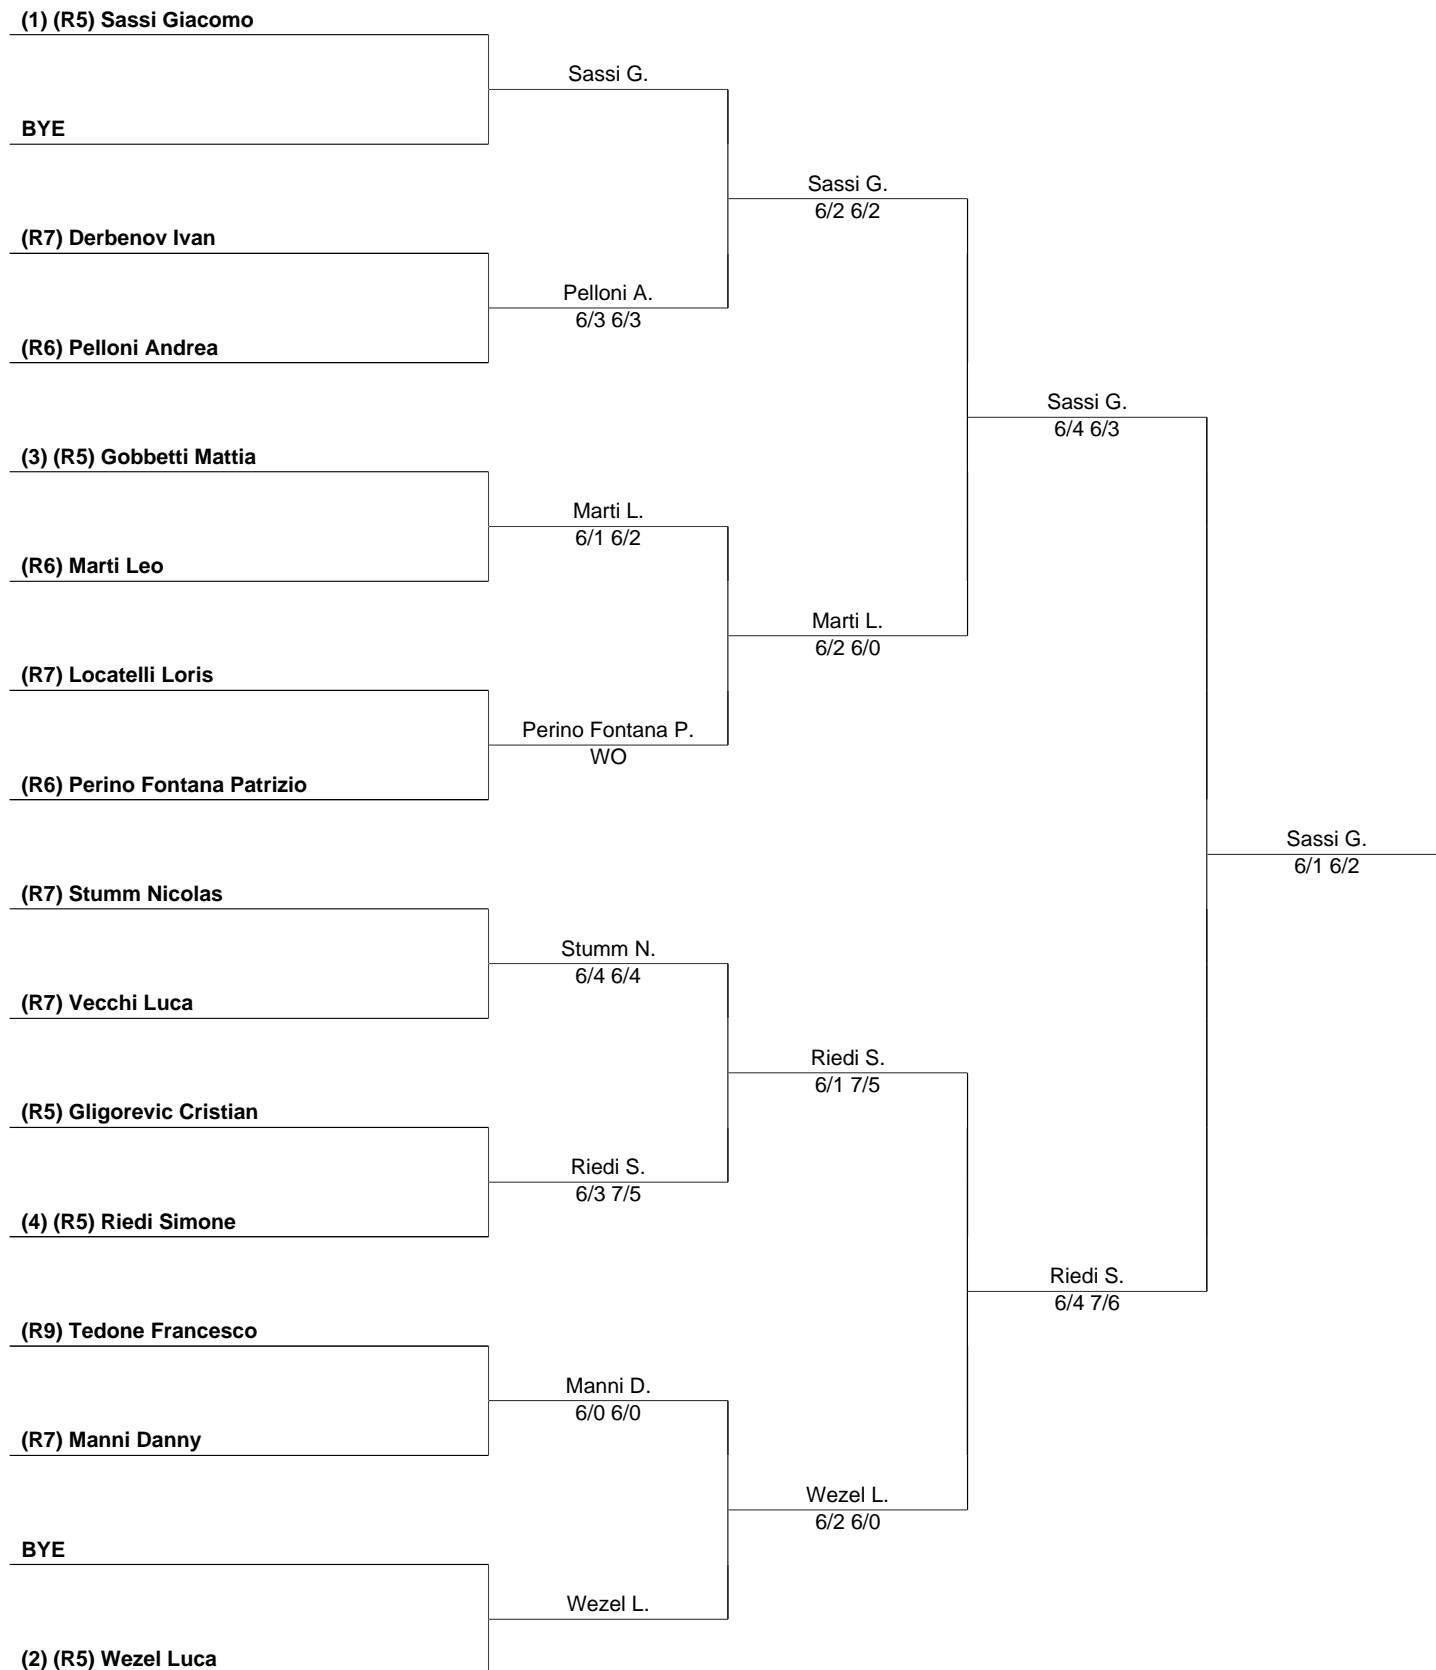 (1) (R5) Sassi Giacomo
Sassi G.
BYE
Sassi G.
6/2 6/2
(R7) Derbenov Ivan
Pelloni A.
6/3 6/3
(R6) Pelloni Andrea
Sassi G.
6/4 6/3
(3) (R5) Gobbetti Mattia
Marti L.
6/1 6/2
(R6) Marti Leo
Marti L.
6/2 6/0
(R7) Locatelli Loris
Perino Fontana P.
WO
(R6) Perino Fontana Patrizio
Sassi G.
6/1 6/2
(R7) Stumm Nicolas
Stumm N.
6/4 6/4
(R7) Vecchi Luca
Riedi S.
6/1 7/5
(R5) Gligorevic Cristian
Riedi S.
6/3 7/5
(4) (R5) Riedi Simone
Riedi S.
6/4 7/6
(R9) Tedone Francesco
Manni D.
6/0 6/0
(R7) Manni Danny
Wezel L.
6/2 6/0
BYE
Wezel L.
(2) (R5) Wezel Luca